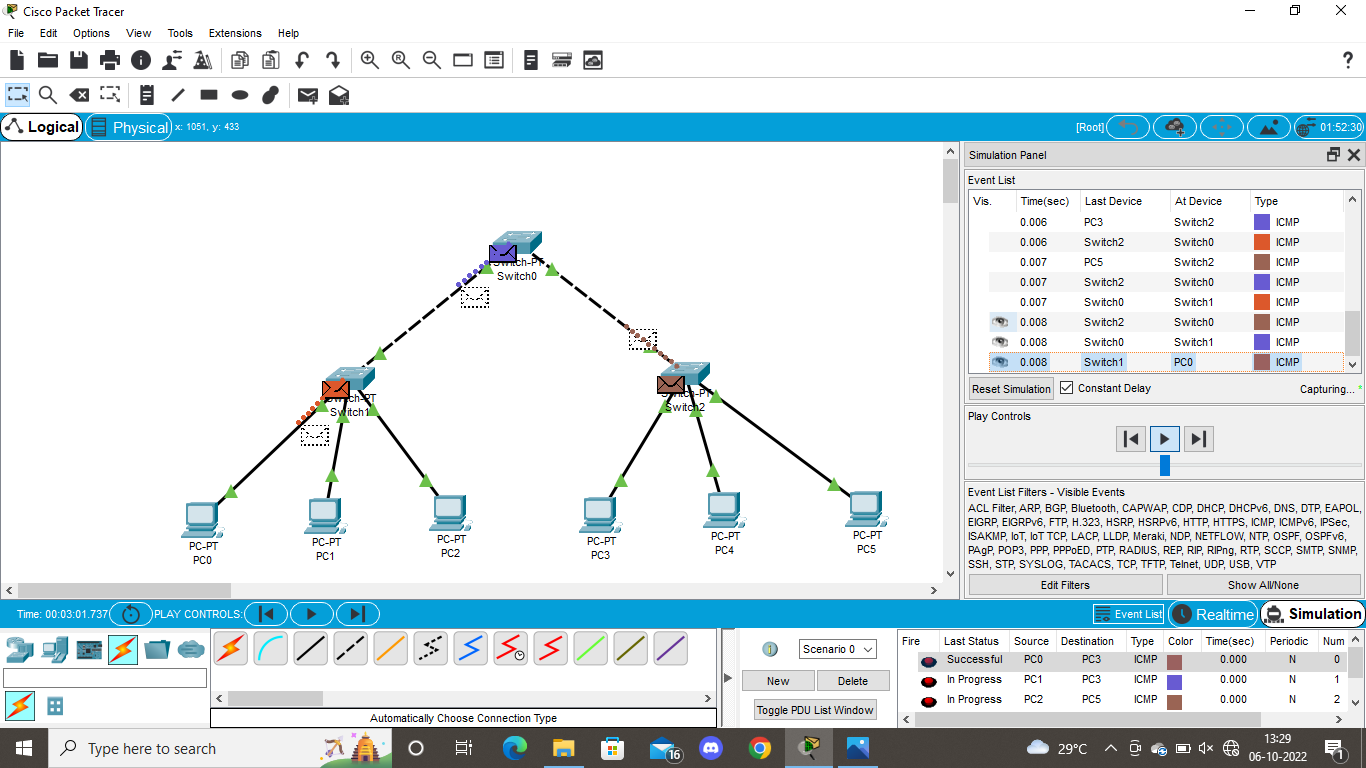 Cisco Packet Tracer
File Edit Options View Tools Extensions Help
?
Logical Physical x: 1051, y: 433 [Root] 01:52:30
Switch-PT
Switch0
Switch-PT
Switch1
Switch-PT
Switch2
PC-PT
PC0
PC-PT
PC1
PC-PT
PC2
PC-PT
PC3
PC-PT
PC4
PC-PT
PC5
Simulation Panel
Event List
Vis. Time(sec) Last Device At Device Type
0.006 PC3 Switch2 ICMP
0.006 Switch2 Switch0 ICMP
0.007 PC5 Switch2 ICMP
0.007 Switch2 Switch0 ICMP
0.007 Switch0 Switch1 ICMP
0.008 Switch2 Switch0 ICMP
0.008 Switch0 Switch1 ICMP
0.008 Switch1 PC0 ICMP
Reset Simulation Constant Delay Capturing... *
Play Controls
Event List Filters - Visible Events
ACL Filter, ARP, BGP, Bluetooth, CAPWAP, CDP, DHCP, DHCPv6, DNS, DTP, EAPOL,
EIGRP, EIGRPv6, FTP, H.323, HSRP, HSRPv6, HTTP, HTTPS, ICMP, ICMPv6, IPSec,
ISAKMP, IoT, IoT TCP, LACP, LLDP, Meraki, NDP, NETFLOW, NTP, OSPF, OSPFv6,
PAgP, POP3, PPP, PPPoED, PTP, RADIUS, REP, RIP, RIPng, RTP, SCCP, SMTP, SNMP,
SSH, STP, SYSLOG, TACACS, TCP, TFTP, Telnet, UDP, USB, VTP
Edit Filters Show All/None
Time: 00:03:01.737 PLAY CONTROLS: Event List Realtime Simulation
Automatically Choose Connection Type
Scenario 0
New Delete
Toggle PDU List Window
Fire Last Status Source Destination Type Color Time(sec) Periodic Num
Successful PC0 PC3 ICMP 0.000 N 0
In Progress PC1 PC3 ICMP 0.000 N 1
In Progress PC2 PC5 ICMP 0.000 N 2
Type here to search 16 29°C 13:29
06-10-2022 1